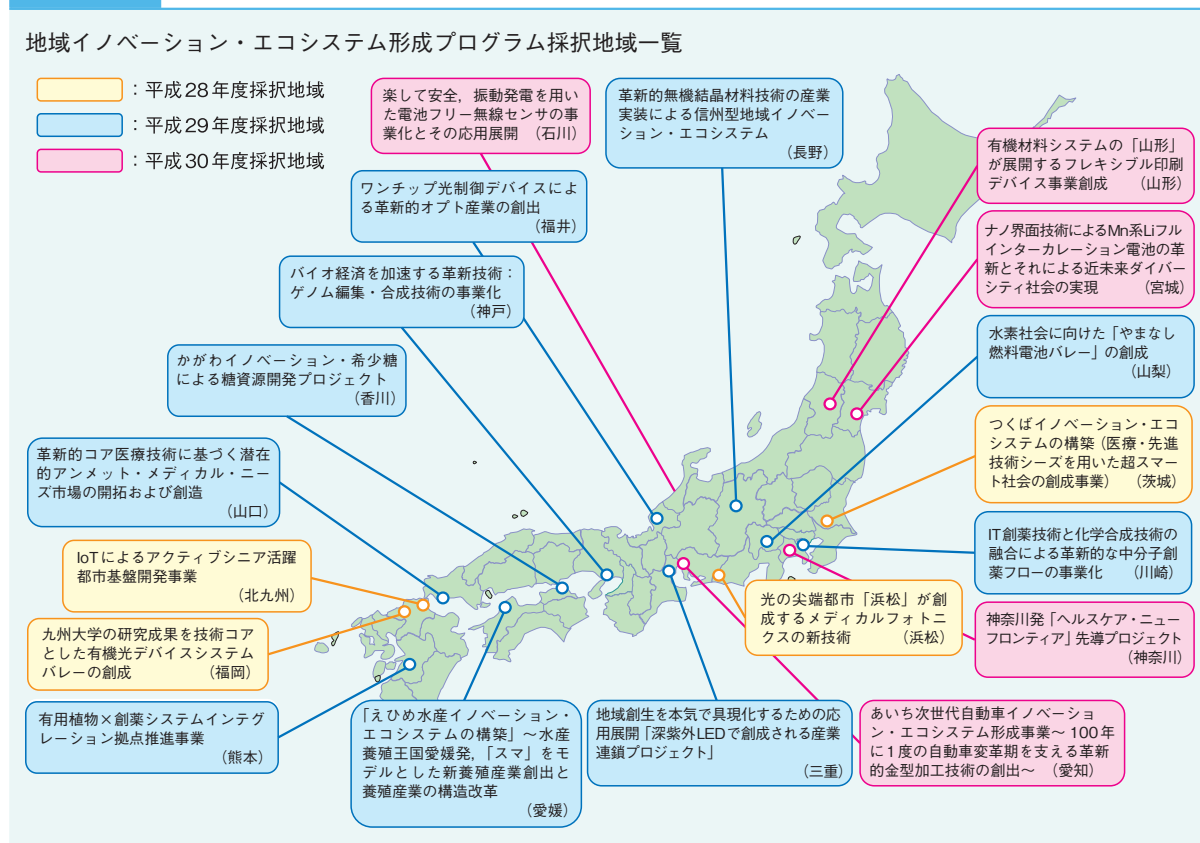 地域イノベーション・エコシステム形成プログラム採択地域一覧
：平成28年度採択地域
：平成29年度採択地域
：平成30年度採択地域
楽して安全，振動発電を用い
た電池フリー無線センサの事
業化とその応用展開　（石川）
革新的無機結晶材料技術の産業
実装による信州型地域イノベー
ション・エコシステム
（長野）
有機材料システムの「山形」
が展開するフレキシブル印刷
デバイス事業創成　（山形）
ワンチップ光制御デバイスによ
る革新的オプト産業の創出
（福井）
ナノ界面技術によるMn系Liフル
インターカレーション電池の革
新とそれによる近未来ダイバー
シティ社会の実現　（宮城）
バイオ経済を加速する革新技術：
ゲノム編集・合成技術の事業化
（神戸）
水素社会に向けた「やまなし
燃料電池バレー」の創成
（山梨）
かがわイノベーション・希少糖
による糖資源開発プロジェクト
（香川）
つくばイノベーション・エコ
システムの構築（医療・先進
技術シーズを用いた超スマー
ト社会の創成事業）　（茨城）
革新的コア医療技術に基づく潜在
的アンメット・メディカル・ニー
ズ市場の開拓および創造
（山口）
IT創薬技術と化学合成技術の
融合による革新的な中分子創
薬フローの事業化　（川崎）
IoTによるアクティブシニア活躍
都市基盤開発事業
（北九州）
光の尖端都市「浜松」が創
成するメディカルフォトニ
クスの新技術　（浜松）
神奈川発「ヘルスケア・ニュー
フロンティア」先導プロジェクト
（神奈川）
九州大学の研究成果を技術コア
とした有機光デバイスシステム
バレーの創成　（福岡）
有用植物×創薬システムインテグ
レーション拠点推進事業
（熊本）
「えひめ水産イノベーション・
エコシステムの構築」～水産
養殖王国愛媛発，「スマ」をモ
デルとした新養殖産業創出と
養殖産業の構造改革
（愛媛）
地域創生を本気で具現化するための応
用展開「深紫外LEDで創成される産業
連鎖プロジェクト」
（三重）
あいち次世代自動車イノベーショ
ン・エコシステム形成事業～100年
に1度の自動車変革期を支える革新
的金型加工技術の創出～　（愛知）